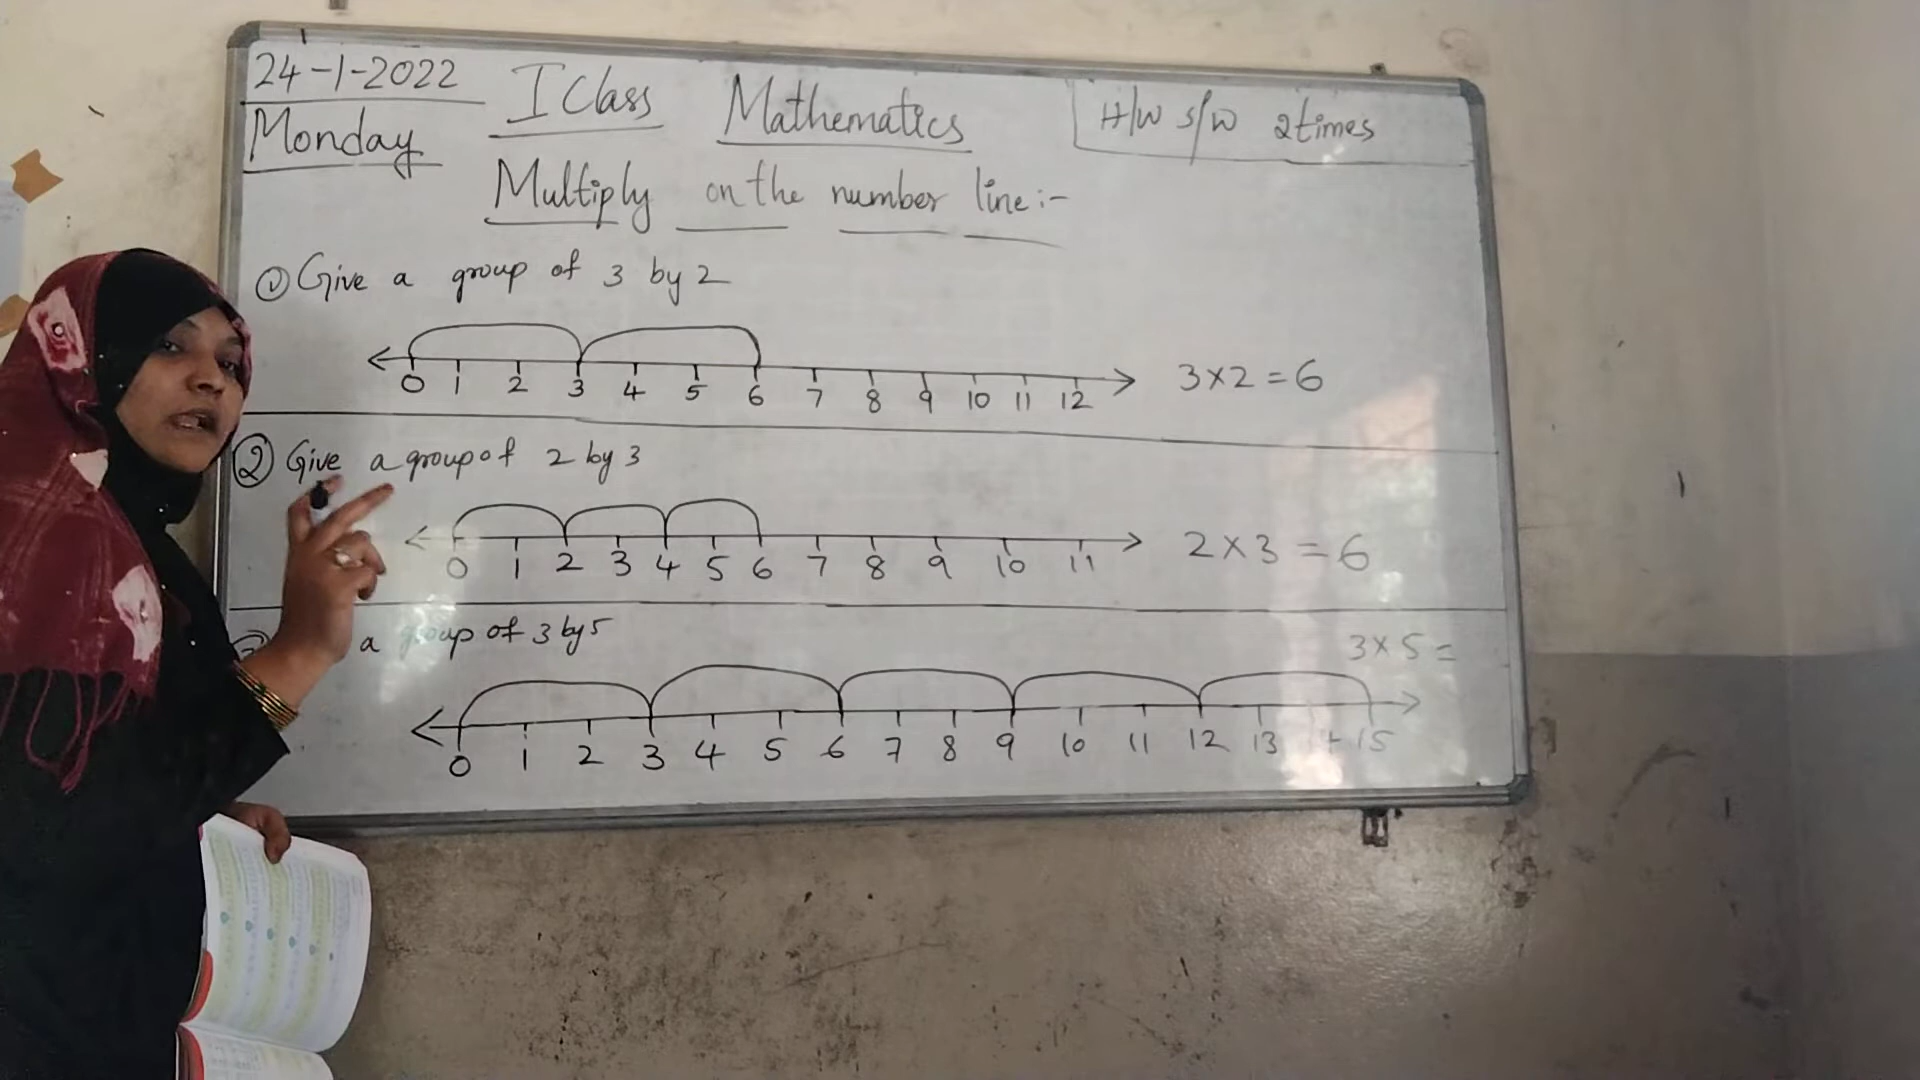 24-1-2022 I Class Mathematics H/W S/W 2times
Monday
Multiply on the number line:-
① Give a group of 3 by 2
0 1 2 3 4 5 6 7 8 9 10 11 12
3×2=6
② Give a group of 2 by 3
0 1 2 3 4 5 6 7 8 9 10 11
2×3=6
a group of 3 by 5
3×5=
0 1 2 3 4 5 6 7 8 9 10 11 12 13 15